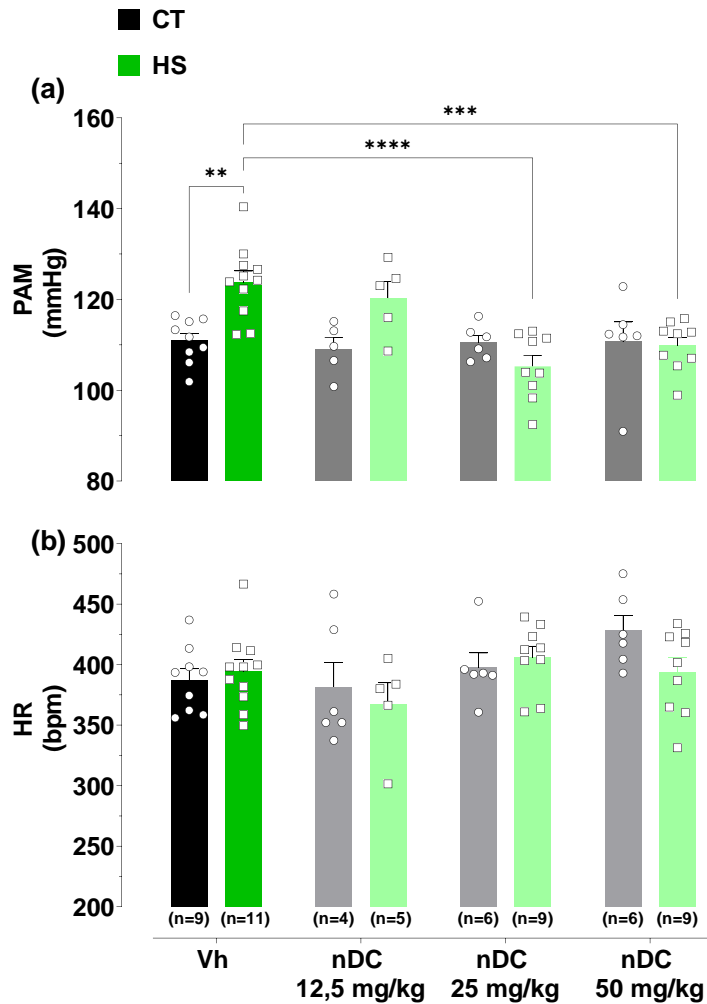 CT
HS
(a)
160
140
120
100
80
PAM
(mmHg)
**
****
***
(b)
500
450
400
350
300
250
200
HR
(bpm)
(n=9) (n=11) (n=4) (n=5) (n=6) (n=9) (n=6) (n=9)
Vh nDC nDC nDC
12,5 mg/kg 25 mg/kg 50 mg/kg